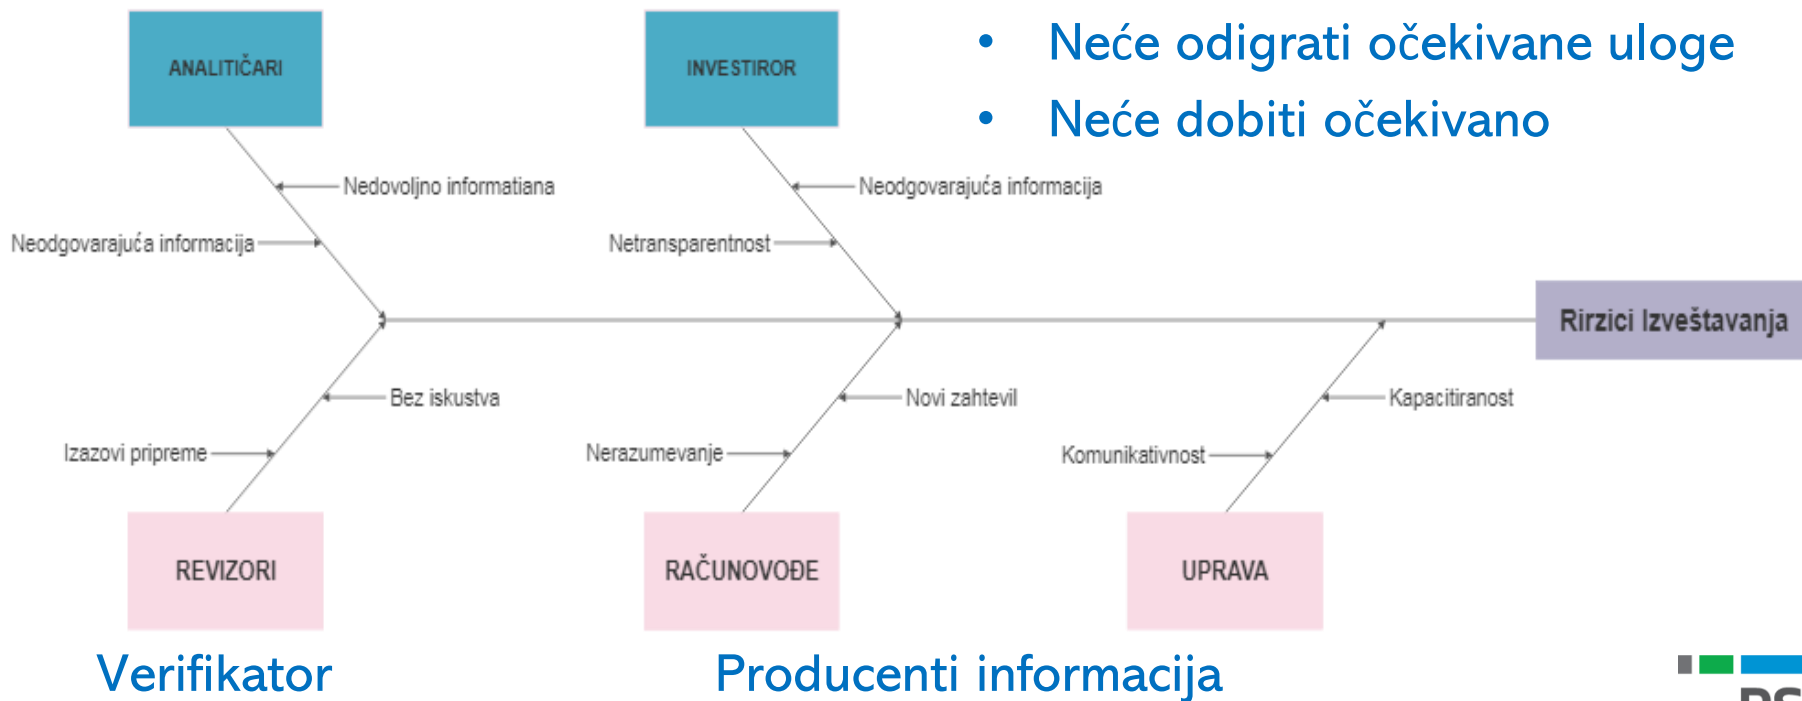 • Neće odigrati očekivane uloge
• Neće dobiti očekivano
ANALITIČARI
INVESTIROR
Nedovoljno informatiana
Neodgovarajuća informacija
Neodgovarajuća informacija
Netransparentnost
Rirzici Izveštavanja
Bez iskustva
Izazovi pripreme
Novi zahtevil
Nerazumevanje
Kapacitiranost
Komunikativnost
REVIZORI
RAČUNOVOĐE
UPRAVA
Verifikator
Producenti informacija